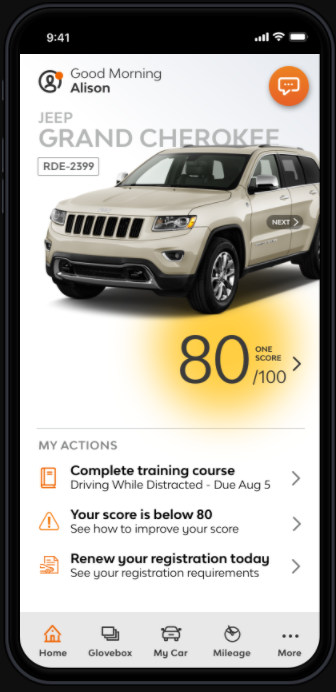 9:41
Good Morning
Alison
JEEP
GRAND CHEROKEE
RDE-2399
NEXT
80
ONE
SCORE
/100
MY ACTIONS
Complete training course
Driving While Distracted - Due Aug 5
Your score is below 80
See how to improve your score
Renew your registration today
See your registration requirements
Home Glovebox My Car Mileage More